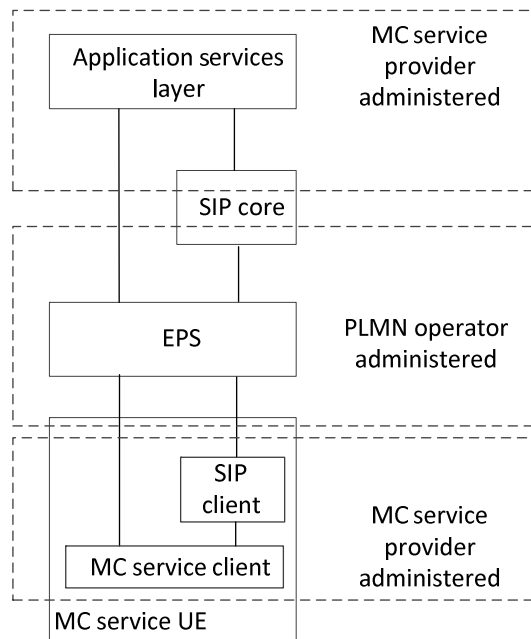 Application services
layer
MC service
provider
administered
SIP core
EPS
PLMN operator
administered
SIP
client
MC service client
MC service
provider
administered
MC service UE